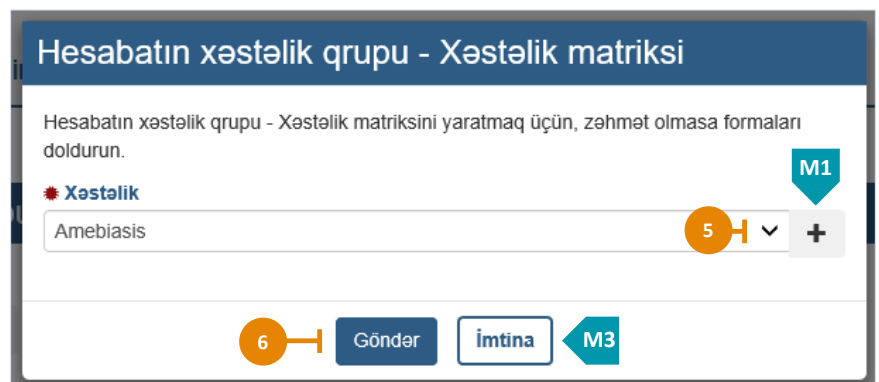 Hesabatın xəstəlik qrupu - Xəstəlik matriksi
Hesabatın xəstəlik qrupu - Xəstəlik matriksini yaratmaq üçün, zəhmət olmasa formaları
doldurun.
M1
Xəstəlik
Amebiasis
5
+
6
Göndər
İmtina
M3